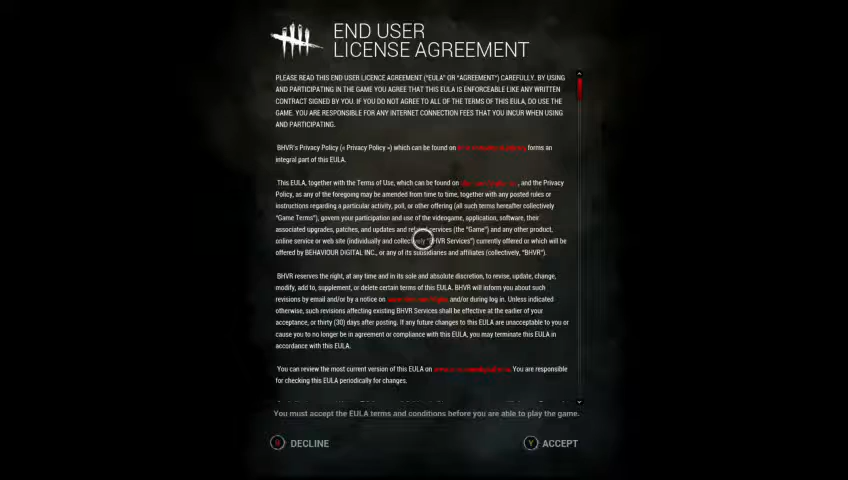 END USER
LICENSE AGREEMENT
PLEASE READ THIS END USER LICENCE AGREEMENT ("EULA" OR "AGREEMENT") CAREFULLY. BY USING
AND PARTICIPATING IN THE GAME YOU AGREE THAT THIS EULA IS ENFORCEABLE LIKE ANY WRITTEN
CONTRACT SIGNED BY YOU. IF YOU DO NOT AGREE TO ALL OF THE TERMS OF THIS EULA, DO USE THE
GAME. YOU ARE RESPONSIBLE FOR ANY INTERNET CONNECTION FEES THAT YOU INCUR WHEN USING
AND PARTICIPATING.
BHVR's Privacy Policy (« Privacy Policy ») which can be found on forms an
integral part of this EULA.
This EULA, together with the Terms of Use, which can be found on , and the Privacy
Policy, as any of the foregoing may be amended from time to time, together with any posted rules or
instructions regarding a particular activity, poll, or other offering (all such terms hereafter collectively
"Game Terms"), govern your participation and use of the videogame, application, software, their
associated upgrades, patches, and updates and related services (the "Game") and any other product,
online service or web site (individually and collectively "BHVR Services") currently offered or which will be
offered by BEHAVIOUR DIGITAL INC., or any of its subsidiaries and affiliates (collectively, "BHVR").
BHVR reserves the right, at any time and in its sole and absolute discretion, to revise, update, change,
modify, add to, supplement, or delete certain terms of this EULA. BHVR will inform you about such
revisions by email and/or by a notice on and/or during log in. Unless indicated
otherwise, such revisions affecting existing BHVR Services shall be effective at the earlier of your
acceptance, or thirty (30) days after posting. If any future changes to this EULA are unacceptable to you or
cause you to no longer be in agreement or compliance with this EULA, you may terminate this EULA in
accordance with this EULA.
You can review the most current version of this EULA on . You are responsible
for checking this EULA periodically for changes.
You must accept the EULA terms and conditions before you are able to play the game.
B DECLINE
Y ACCEPT